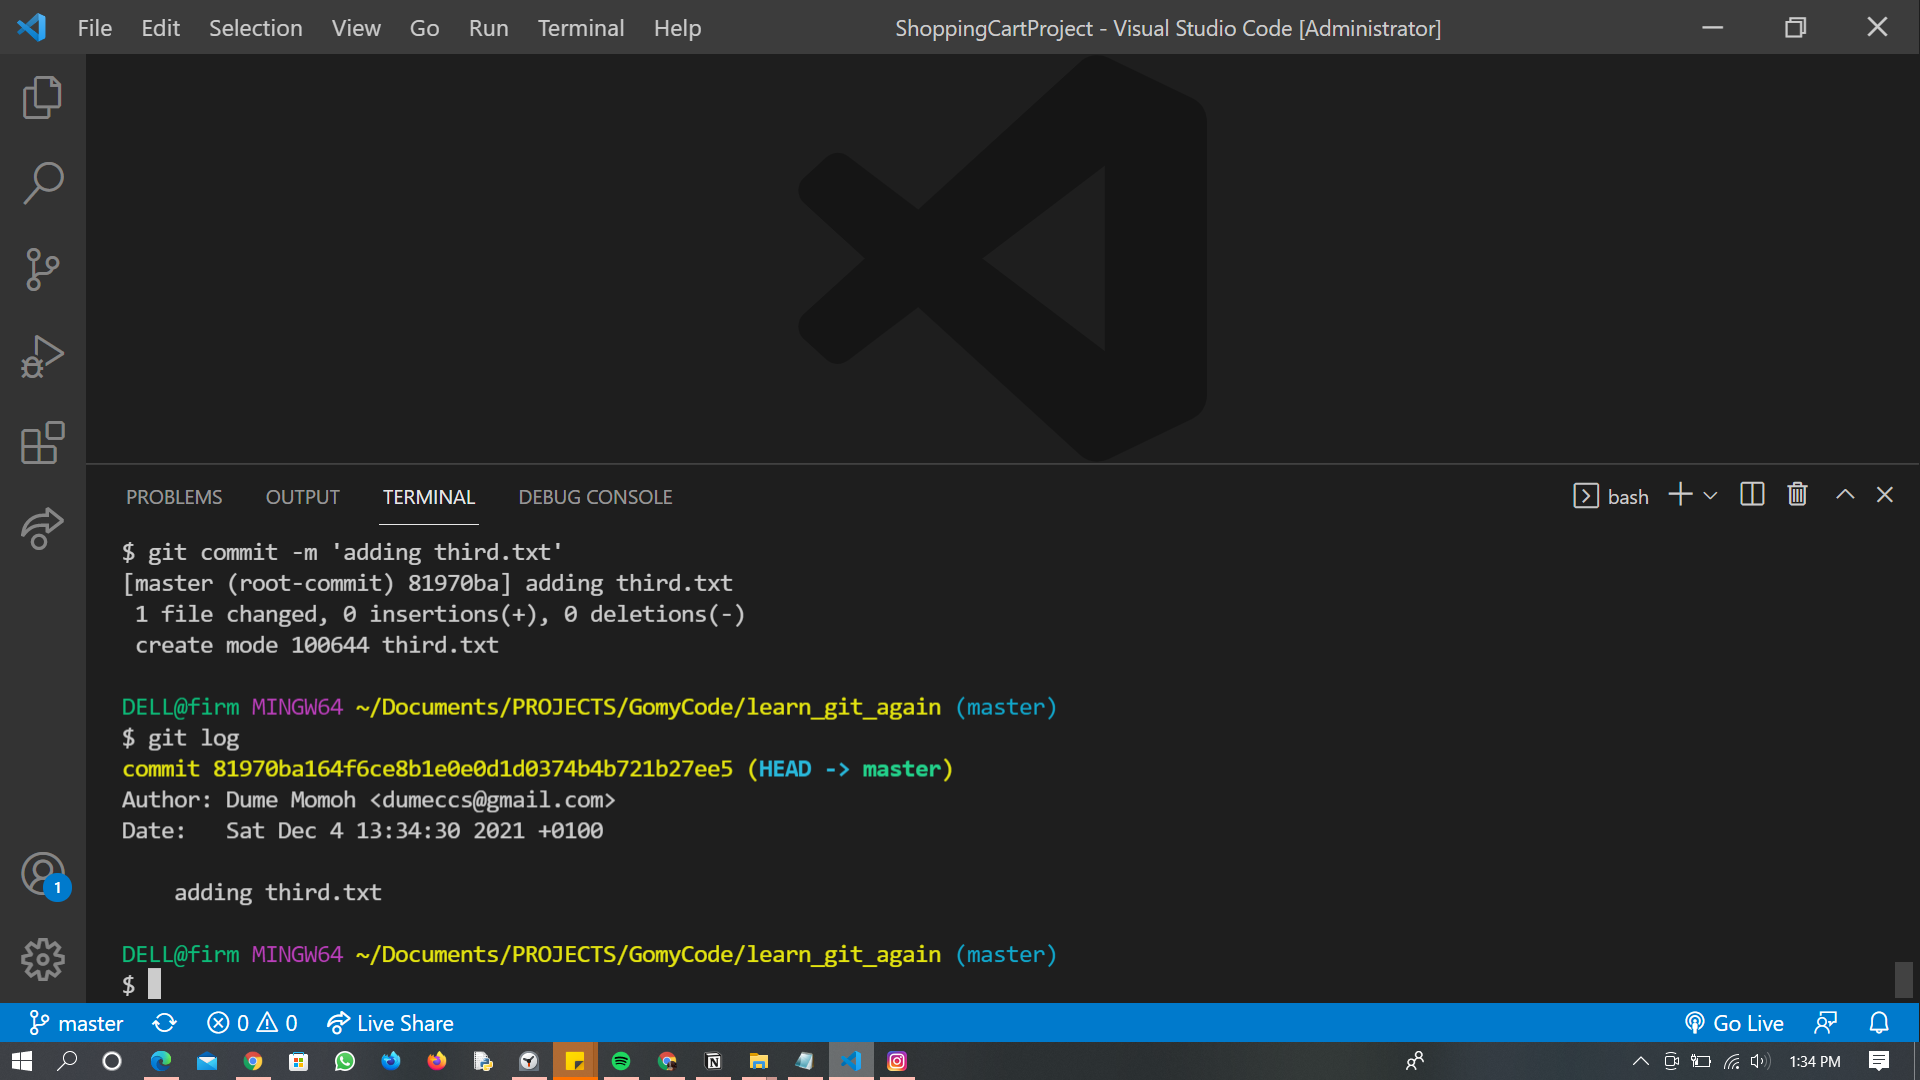 File Edit Selection View Go Run Terminal Help ShoppingCartProject - Visual Studio Code [Administrator]
PROBLEMS OUTPUT TERMINAL DEBUG CONSOLE bash
$ git commit -m 'adding third.txt'
[master (root-commit) 81970ba] adding third.txt
 1 file changed, 0 insertions(+), 0 deletions(-)
 create mode 100644 third.txt
DELL@firm MINGW64 ~/Documents/PROJECTS/GomyCode/learn_git_again (master)
$ git log
commit 81970ba164f6ce8b1e0e0d1d0374b4b721b27ee5 (HEAD -> master)
Author: Dume Momoh <dumeccs@gmail.com>
Date:   Sat Dec 4 13:34:30 2021 +0100
    adding third.txt
DELL@firm MINGW64 ~/Documents/PROJECTS/GomyCode/learn_git_again (master)
$
1
master 0 0 Live Share Go Live
1:34 PM